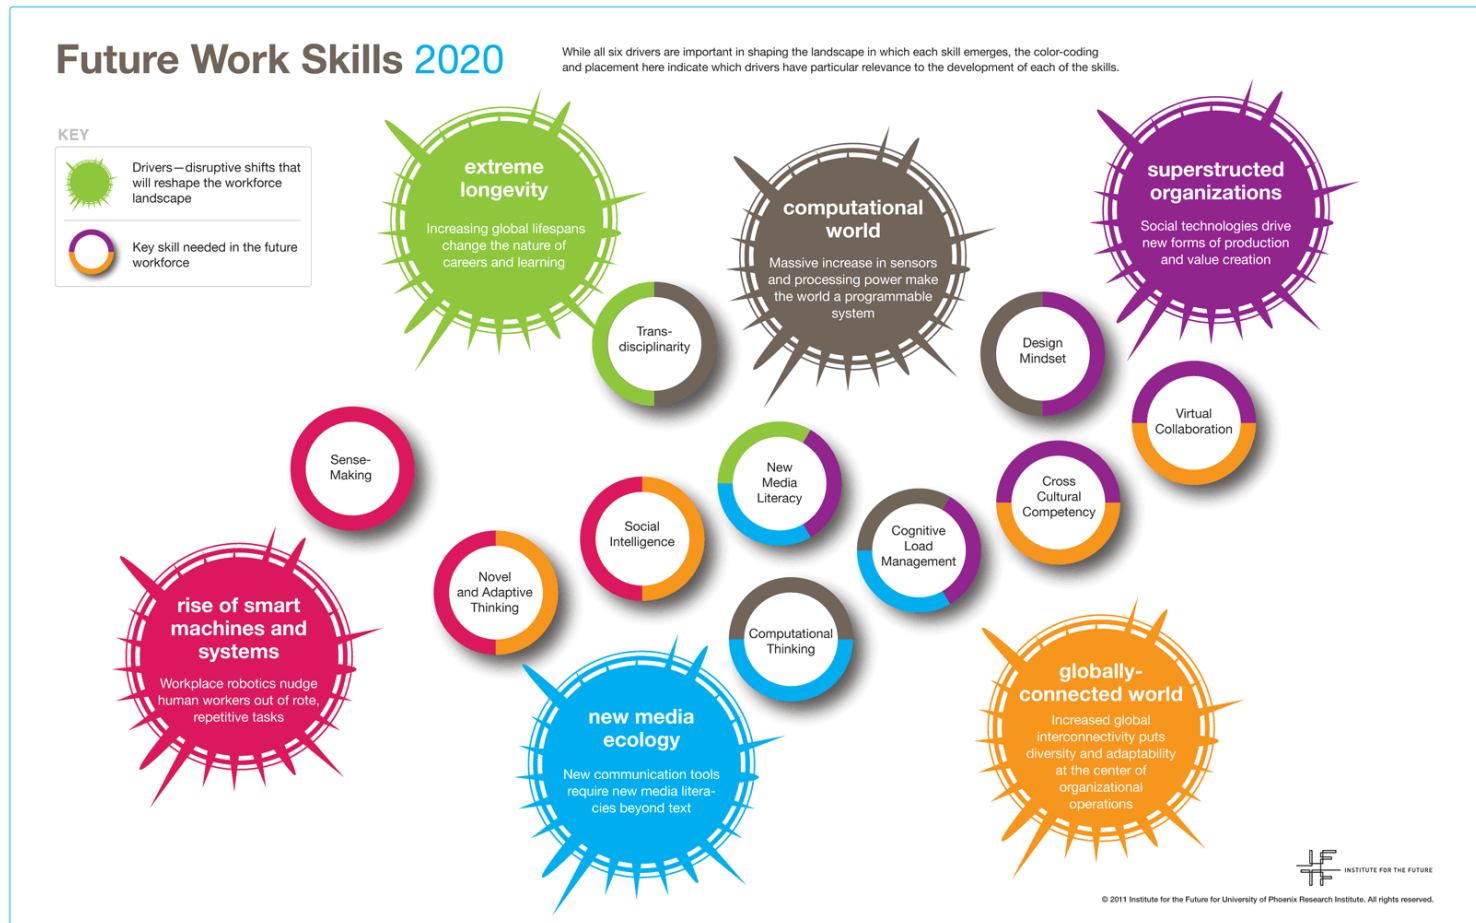 Future Work Skills 2020
While all six drivers are important in shaping the landscape in which each skill emerges, the color-coding
and placement here indicate which drivers have particular relevance to the development of each of the skills.
KEY
Drivers—disruptive shifts that
will reshape the workforce
landscape
Key skill needed in the future
workforce
extreme
longevity
Increasing global lifespans
change the nature of
careers and learning
computational
world
Massive increase in sensors
and processing power make
the world a programmable
system
superstructed
organizations
Social technologies drive
new forms of production
and value creation
Trans-
disciplinarity
Design
Mindset
Virtual
Collaboration
Sense-
Making
New
Media
Literacy
Cross
Cultural
Competency
Social
Intelligence
Cognitive
Load
Management
Novel
and Adaptive
Thinking
Computational
Thinking
rise of smart
machines and
systems
Workplace robotics nudge
human workers out of rote,
repetitive tasks
new media
ecology
New communication tools
require new media litera-
cies beyond text
globally-
connected world
Increased global
interconnectivity puts
diversity and adaptability
at the center of
organizational
operations
INSTITUTE FOR THE FUTURE
© 2011 Institute for the Future for University of Phoenix Research Institute. All rights reserved.